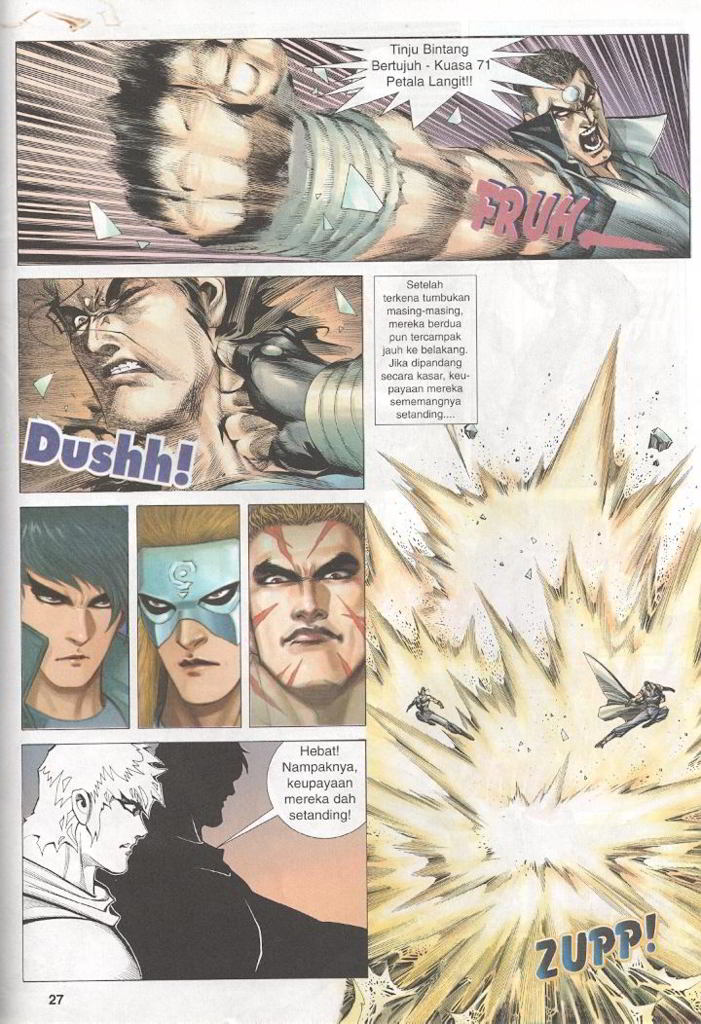 Tinju Bintang
Bertujuh - Kuasa 71
Petala Langit!!
FRUH
Dushh!
Setelah
terkena tumbukan
masing-masing,
mereka berdua
pun tercampak
jauh ke belakang.
Jika dipandang
secara kasar, keu-
payaan mereka
sememangnya
setanding....
Hebat!
Nampaknya,
keupayaan
mereka dah
setanding!
ZUPP!
27